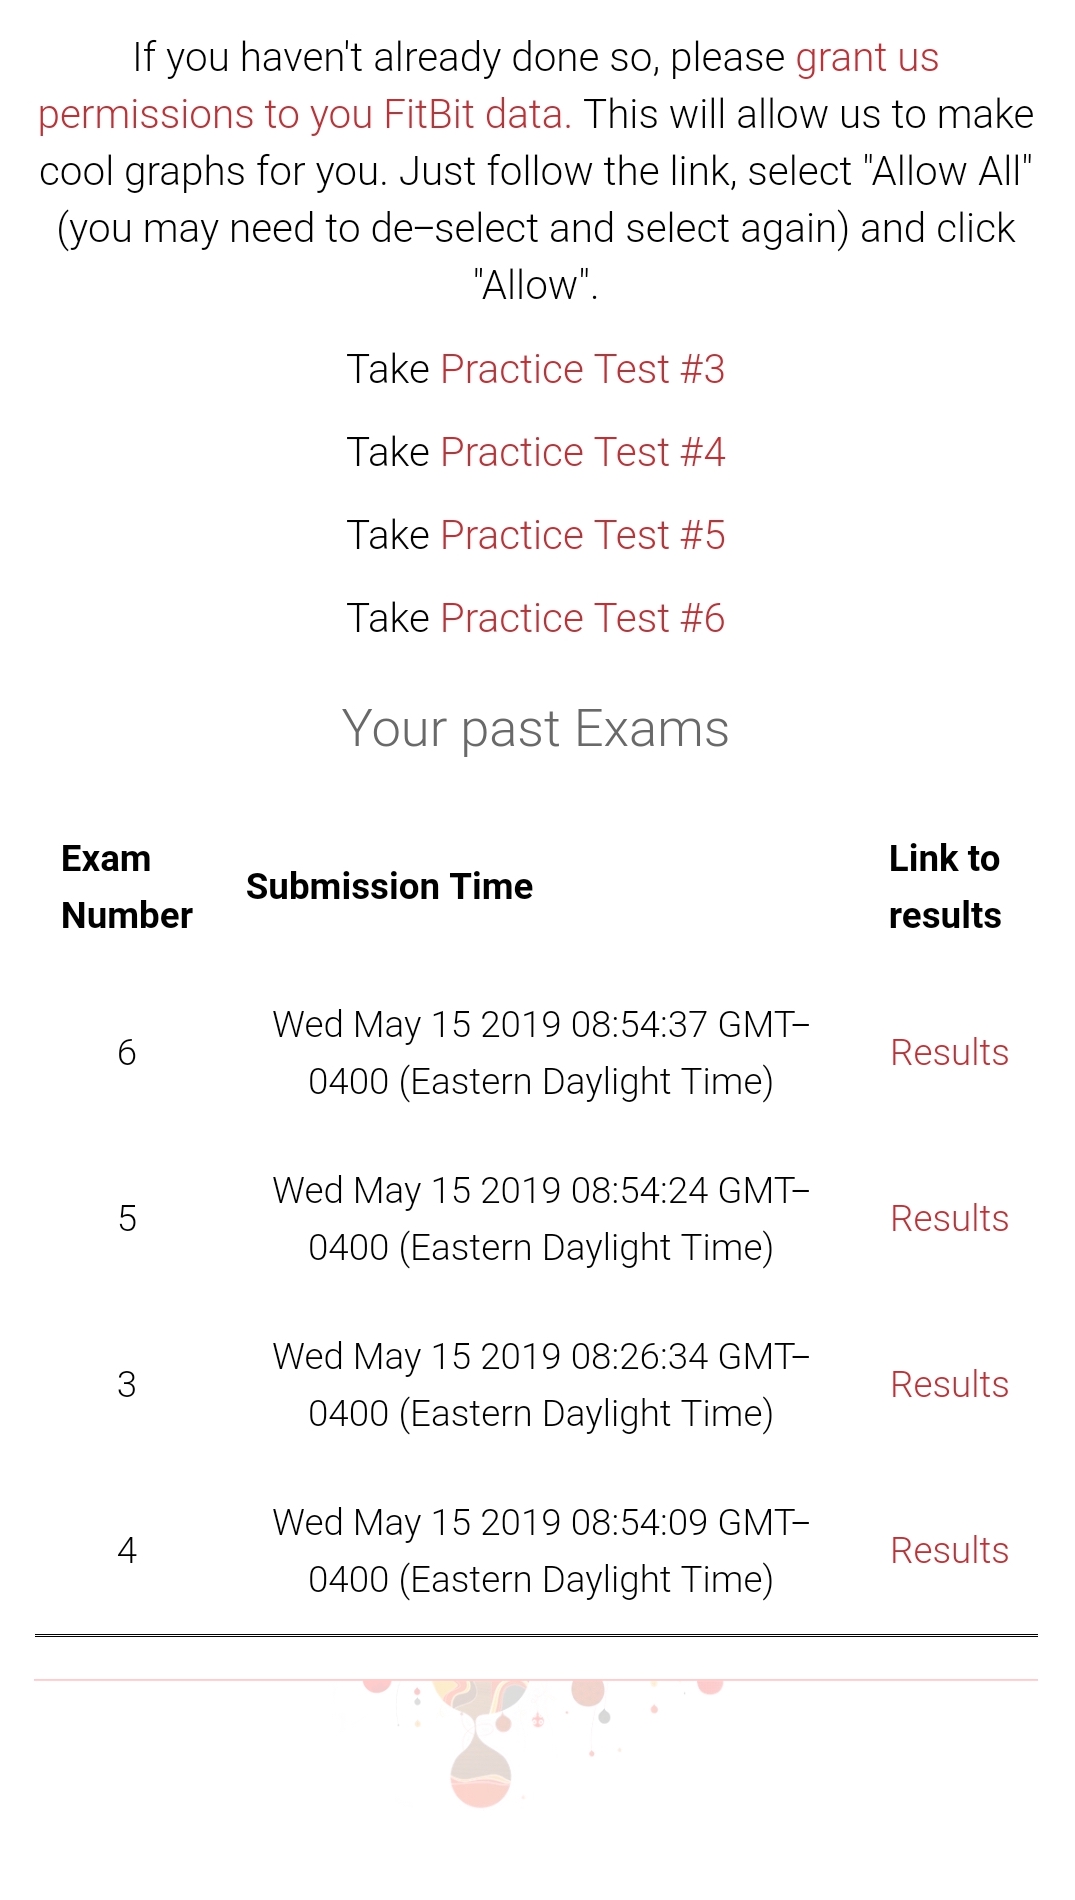 If you haven't already done so, please grant us
permissions to you FitBit data. This will allow us to make
cool graphs for you. Just follow the link, select "Allow All"
(you may need to de-select and select again) and click
"Allow".
Take Practice Test #3
Take Practice Test #4
Take Practice Test #5
Take Practice Test #6
Your past Exams
Exam
Number
Submission Time
Link to
results
6
Wed May 15 2019 08:54:37 GMT-
0400 (Eastern Daylight Time)
Results
5
Wed May 15 2019 08:54:24 GMT-
0400 (Eastern Daylight Time)
Results
3
Wed May 15 2019 08:26:34 GMT-
0400 (Eastern Daylight Time)
Results
4
Wed May 15 2019 08:54:09 GMT-
0400 (Eastern Daylight Time)
Results